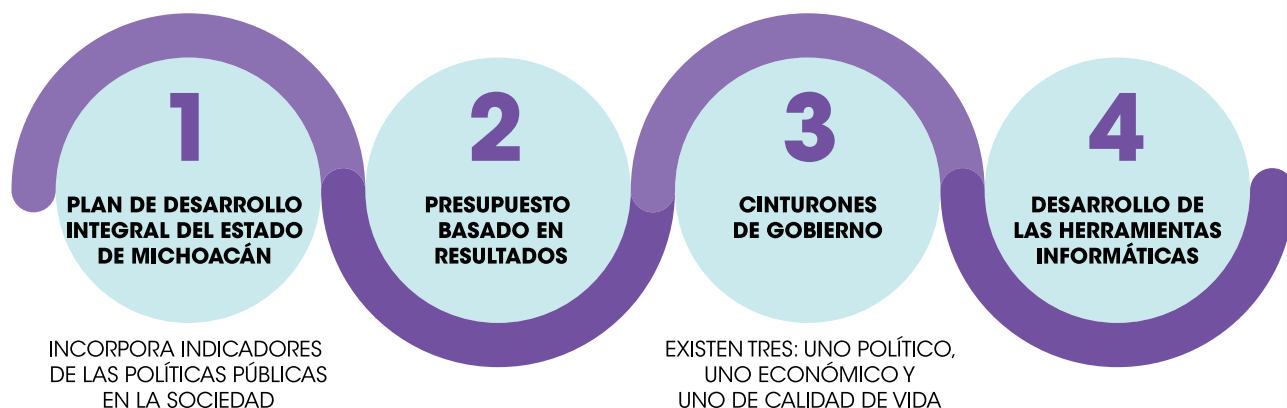 1
PLAN DE DESARROLLO
INTEGRAL DEL ESTADO
DE MICHOACÁN
INCORPORA INDICADORES
DE LAS POLÍTICAS PÚBLICAS
EN LA SOCIEDAD
2
PRESUPUESTO
BASADO EN
RESULTADOS
3
CINTURONES
DE GOBIERNO
EXISTEN TRES: UNO POLÍTICO,
UNO ECONÓMICO Y
UNO DE CALIDAD DE VIDA
4
DESARROLLO DE
LAS HERRAMIENTAS
INFORMÁTICAS